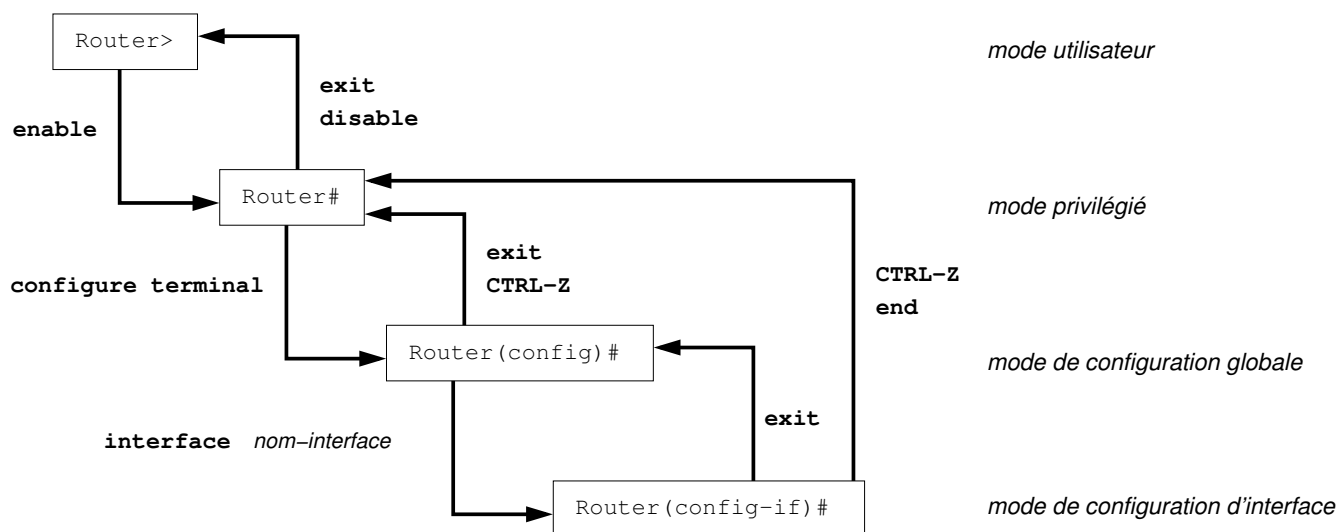 Router>
mode utilisateur
exit
disable
enable
Router#
mode privilégié
exit
CTRL−Z
configure terminal
CTRL−Z
end
Router(config)#
mode de configuration globale
exit
interface nom−interface
Router(config−if)#
mode de configuration d'interface